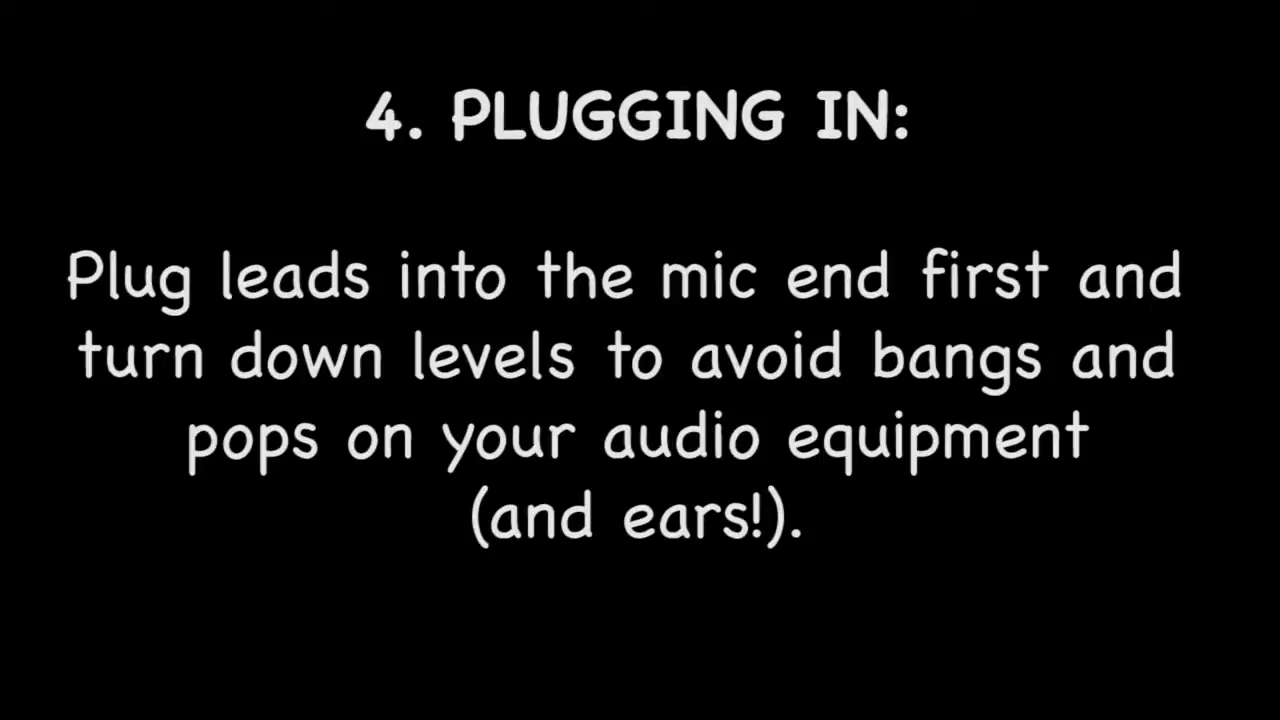 4. PLUGGING IN:
Plug leads into the mic end first and
turn down levels to avoid bangs and
pops on your audio equipment
(and ears!).